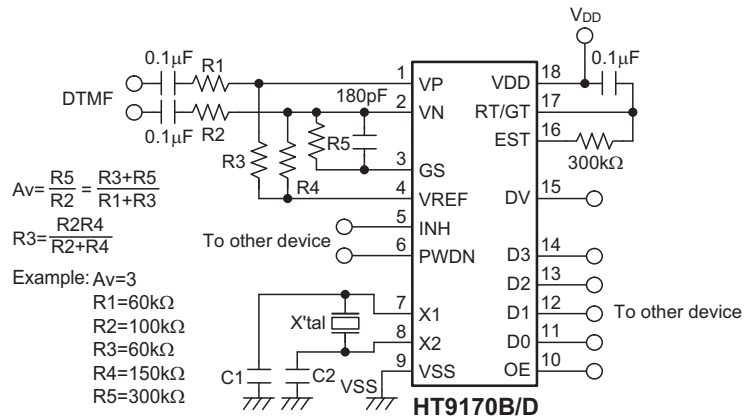 VDD
0.1µF
0.1µF
R1
1
VP
VDD
18
DTMF
180pF
2
VN
RT/GT
17
0.1µF
R2
EST
16
R5
R3
3
GS
300kΩ
R4
4
VREF
DV
15
Av=R5/R2=R3+R5/R1+R3
R3=R2R4/R2+R4
5
INH
To other device
6
PWDN
D3
14
D2
13
Example: Av=3
R1=60kΩ
R2=100kΩ
R3=60kΩ
R4=150kΩ
R5=300kΩ
7
X1
D1
12
To other device
X'tal
8
X2
D0
11
C1
C2
9
VSS
VSS
OE
10
HT9170B/D